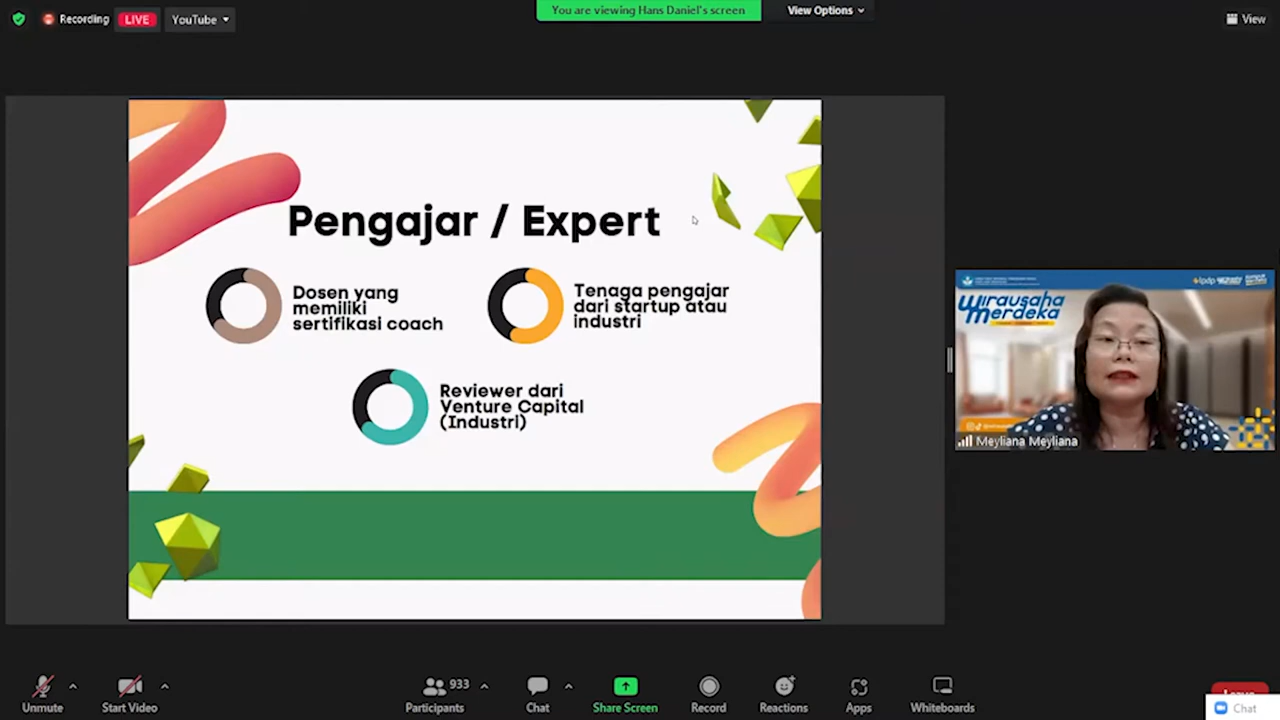 Recording
LIVE
YouTube
You are viewing Hans Daniel's screen
View Options
View
Pengajar / Expert
Dosen yang
memiliki
sertifikasi coach
Tenaga pengajar
dari startup atau
industri
Reviewer dari
Venture Capital
(Industri)
Wirausaha
Merdeka
Meyliana Meyliana
Unmute
Start Video
933
Participants
Chat
Share Screen
Record
Reactions
Apps
Whiteboards
Chat